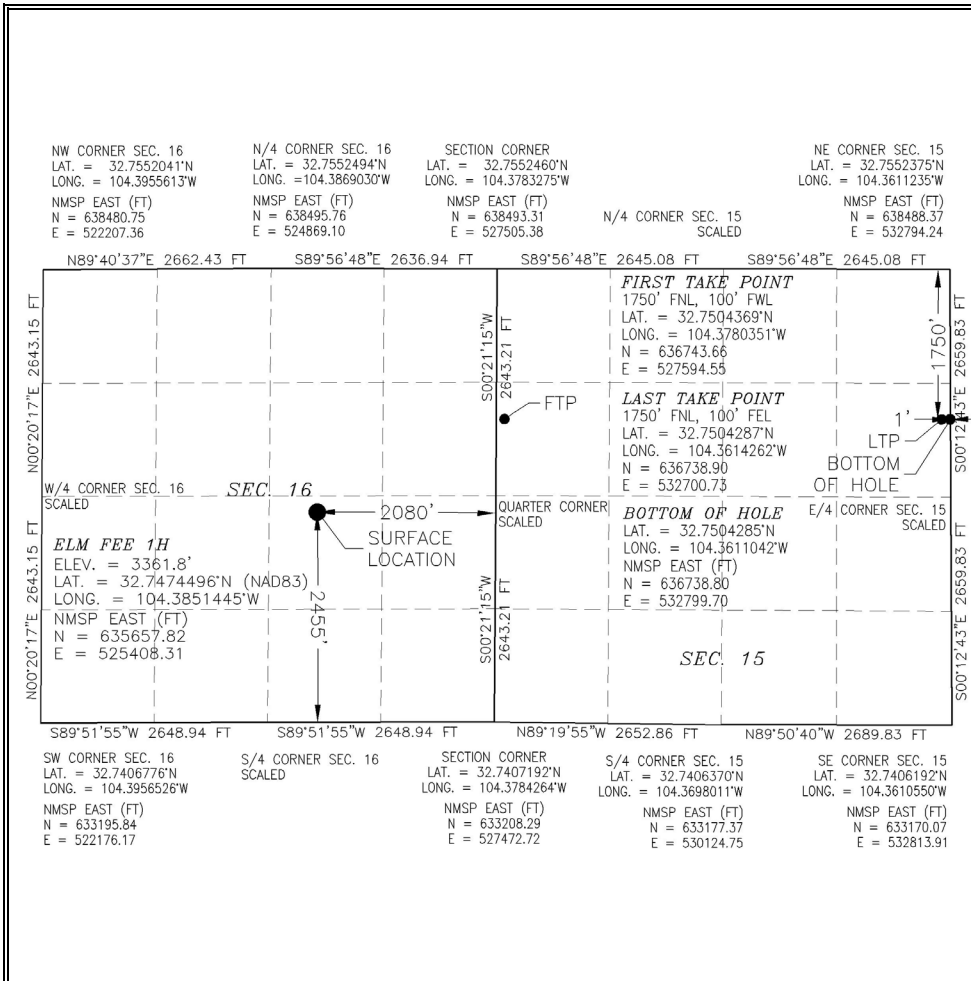 NW CORNER SEC. 16
LAT. = 32.7552041°N
LONG. = 104.3955613°W
NMSP EAST (FT)
N = 638480.75
E = 522207.36
N/4 CORNER SEC. 16
LAT. = 32.7552494°N
LONG. =104.3869030°W
NMSP EAST (FT)
N = 638495.76
E = 524869.10
SECTION CORNER
LAT. = 32.7552460°N
LONG. = 104.3783275°W
NMSP EAST (FT)
N = 638493.31
E = 527505.38
N/4 CORNER SEC. 15
SCALED
NE CORNER SEC. 15
LAT. = 32.7552375°N
LONG. = 104.3611235°W
NMSP EAST (FT)
N = 638488.37
E = 532794.24
N89°40'37"E 2662.43 FT
S89°56'48"E 2636.94 FT
S89°56'48"E 2645.08 FT
S89°56'48"E 2645.08 FT
N00°20'17"E 2643.15 FT
S00°21'15"W
2643.21 FT
FIRST TAKE POINT
1750' FNL, 100' FWL
LAT. = 32.7504369°N
LONG. = 104.3780351°W
N = 636743.66
E = 527594.55
1750'
S00°12'43"E 2659.83 FT
FTP
LAST TAKE POINT
1750' FNL, 100' FEL
LAT. = 32.7504287°N
LONG. = 104.3614262°W
N = 636738.90
E = 532700.73
1'
LTP
BOTTOM
OF HOLE
W/4 CORNER SEC. 16
SCALED
SEC. 16
2080'
SURFACE
LOCATION
QUARTER CORNER
SCALED
E/4 CORNER SEC. 15
SCALED
BOTTOM OF HOLE
LAT. = 32.7504285°N
LONG. = 104.3611042°W
NMSP EAST (FT)
N = 636738.80
E = 532799.70
ELM FEE 1H
ELEV. = 3361.8'
LAT. = 32.7474496°N (NAD83)
LONG. = 104.3851445°W
NMSP EAST (FT)
N = 635657.82
E = 525408.31
2455'
N00°20'17"E 2643.15 FT
S00°21'15"W
2643.21 FT
SEC. 15
S00°12'43"E 2659.83 FT
S89°51'55"W 2648.94 FT
S89°51'55"W 2648.94 FT
N89°19'55"W 2652.86 FT
N89°50'40"W 2689.83 FT
SW CORNER SEC. 16
LAT. = 32.7406776°N
LONG. = 104.3956526°W
NMSP EAST (FT)
N = 633195.84
E = 522176.17
S/4 CORNER SEC. 16
SCALED
SECTION CORNER
LAT. = 32.7407192°N
LONG. = 104.3784264°W
NMSP EAST (FT)
N = 633208.29
E = 527472.72
S/4 CORNER SEC. 15
LAT. = 32.7406370°N
LONG. = 104.3698011°W
NMSP EAST (FT)
N = 633177.37
E = 530124.75
SE CORNER SEC. 15
LAT. = 32.7406192°N
LONG. = 104.3610550°W
NMSP EAST (FT)
N = 633170.07
E = 532813.91